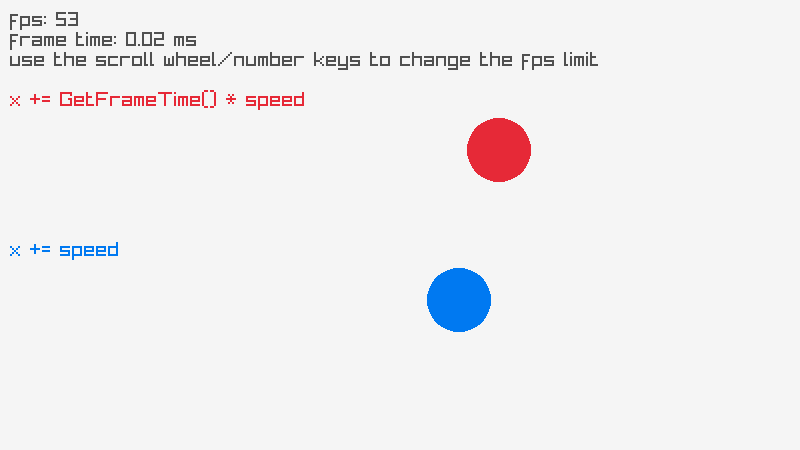 Fps: 53
Frame time: 0.02 ms
use the scroll wheel/number keys to change the fps limit
x += GetFrameTime() * speed
x += speed